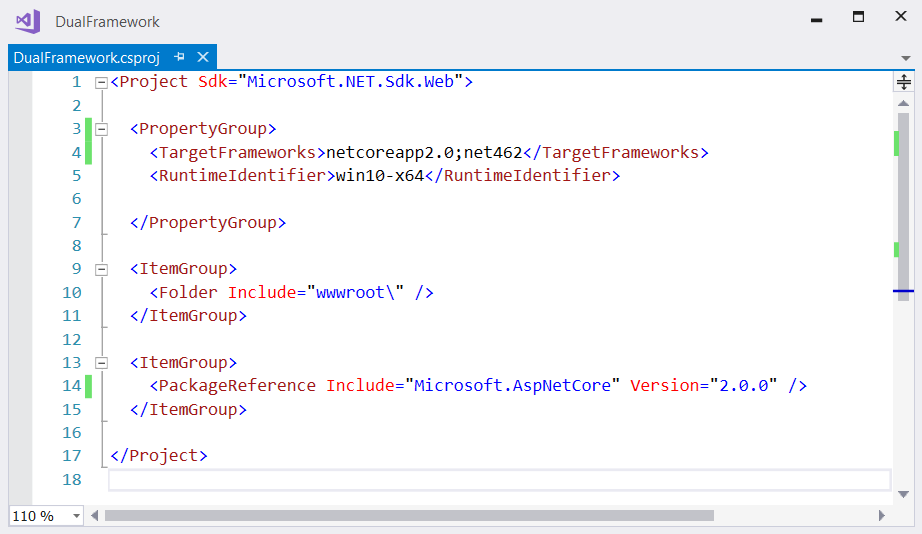 DualFramework
DualFramework.csproj
1 <Project Sdk="Microsoft.NET.Sdk.Web">
2
3 <PropertyGroup>
4 <TargetFrameworks>netcoreapp2.0;net462</TargetFrameworks>
5 <RuntimeIdentifier>win10-x64</RuntimeIdentifier>
6
7 </PropertyGroup>
8
9 <ItemGroup>
10 <Folder Include="wwwroot\" />
11 </ItemGroup>
12
13 <ItemGroup>
14 <PackageReference Include="Microsoft.AspNetCore" Version="2.0.0" />
15 </ItemGroup>
16
17 </Project>
18
110 %